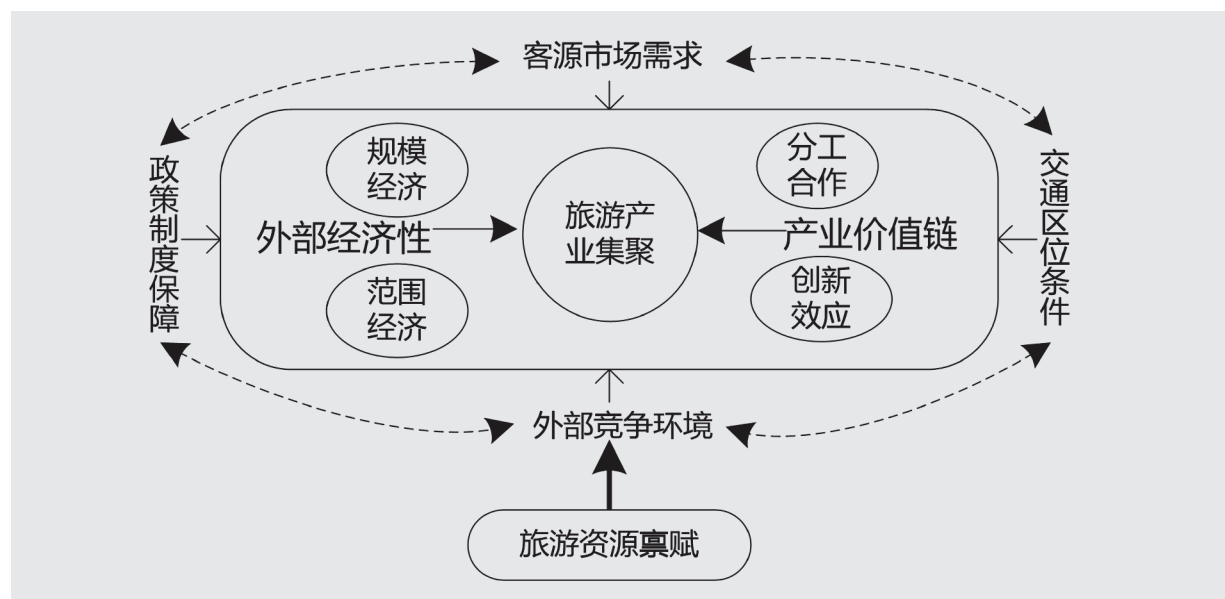 客源市场需求
政策制度保障
规模
经济
外部经济性
范围
经济
旅游产
业集聚
分工
合作
产业价值链
创新
效应
交通区位条件
外部竞争环境
旅游资源禀赋